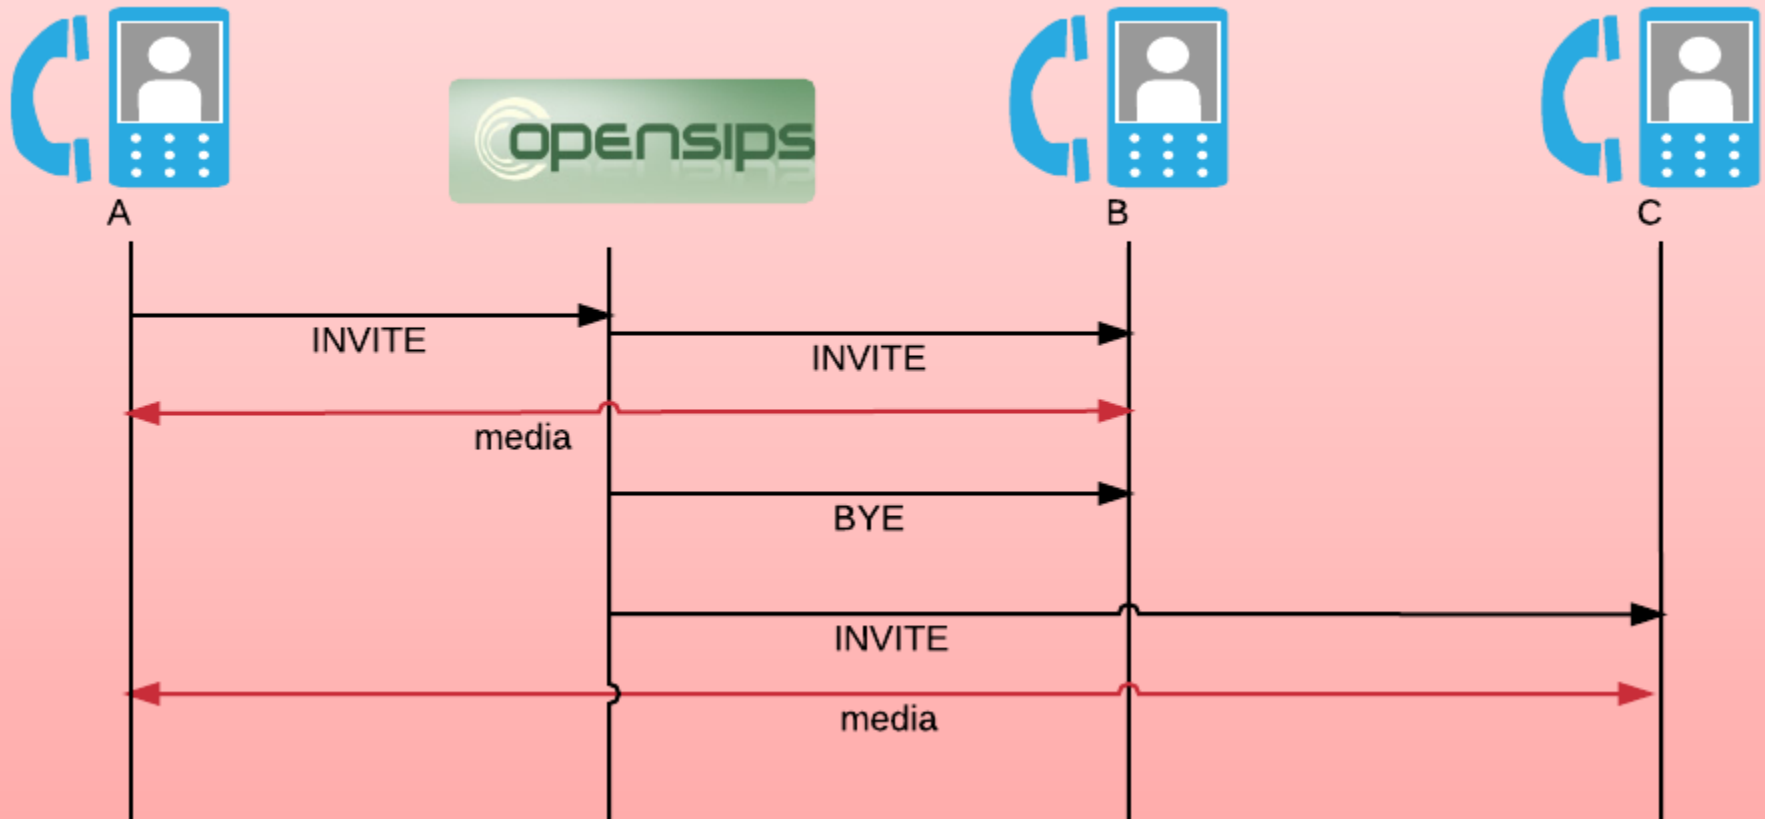 opensips
A
B
C
INVITE
INVITE
media
BYE
INVITE
media